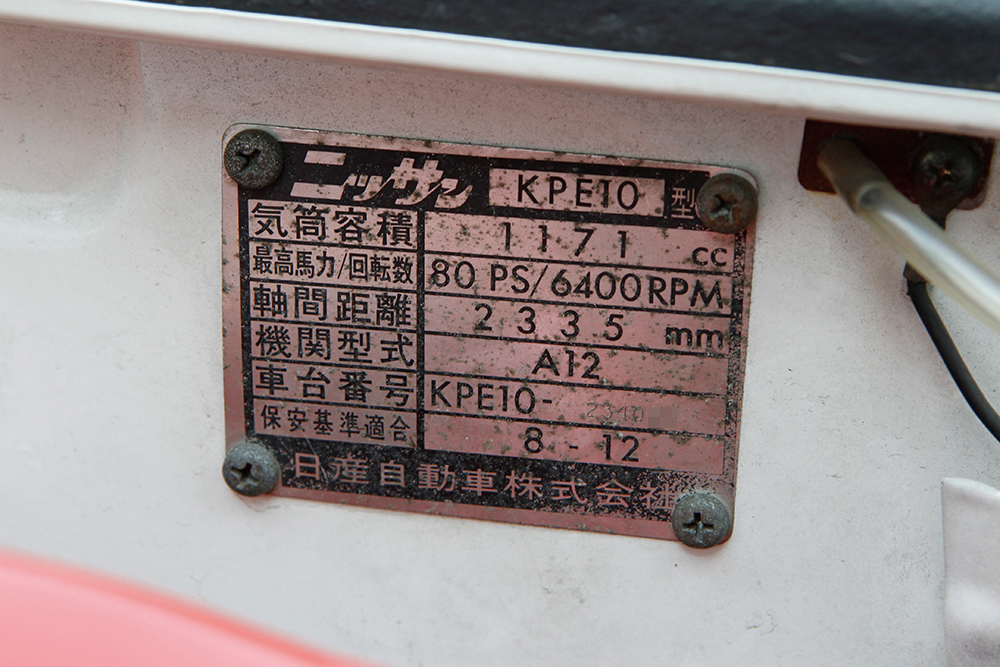 ニッサン KPE10 型
気筒容積 1171 cc
最高馬力/回転数 80 PS/6400RPM
軸間距離 2335 mm
機関型式 A12
車台番号 KPE10-
保安基準適合 8-12
日産自動車株式会社